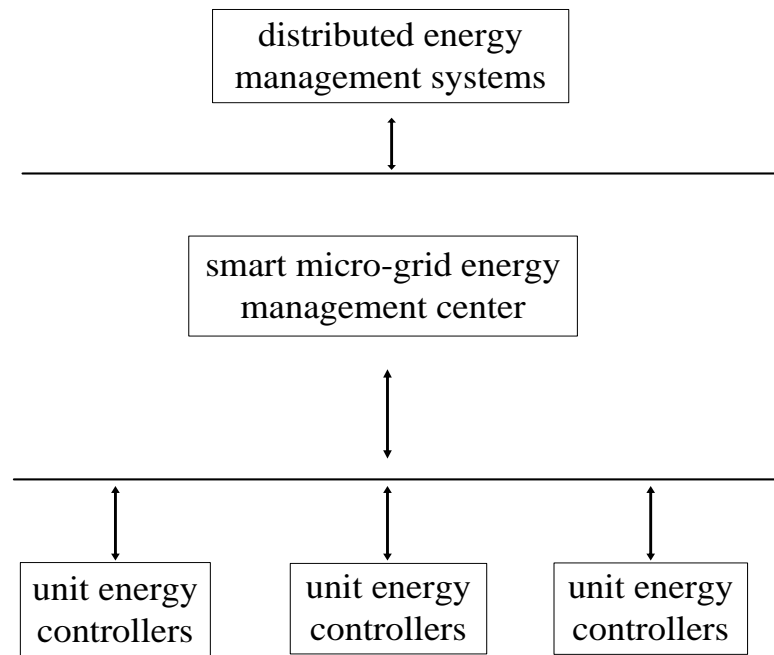 distributed energy
management systems
smart micro-grid energy
management center
unit energy
controllers
unit energy
controllers
unit energy
controllers